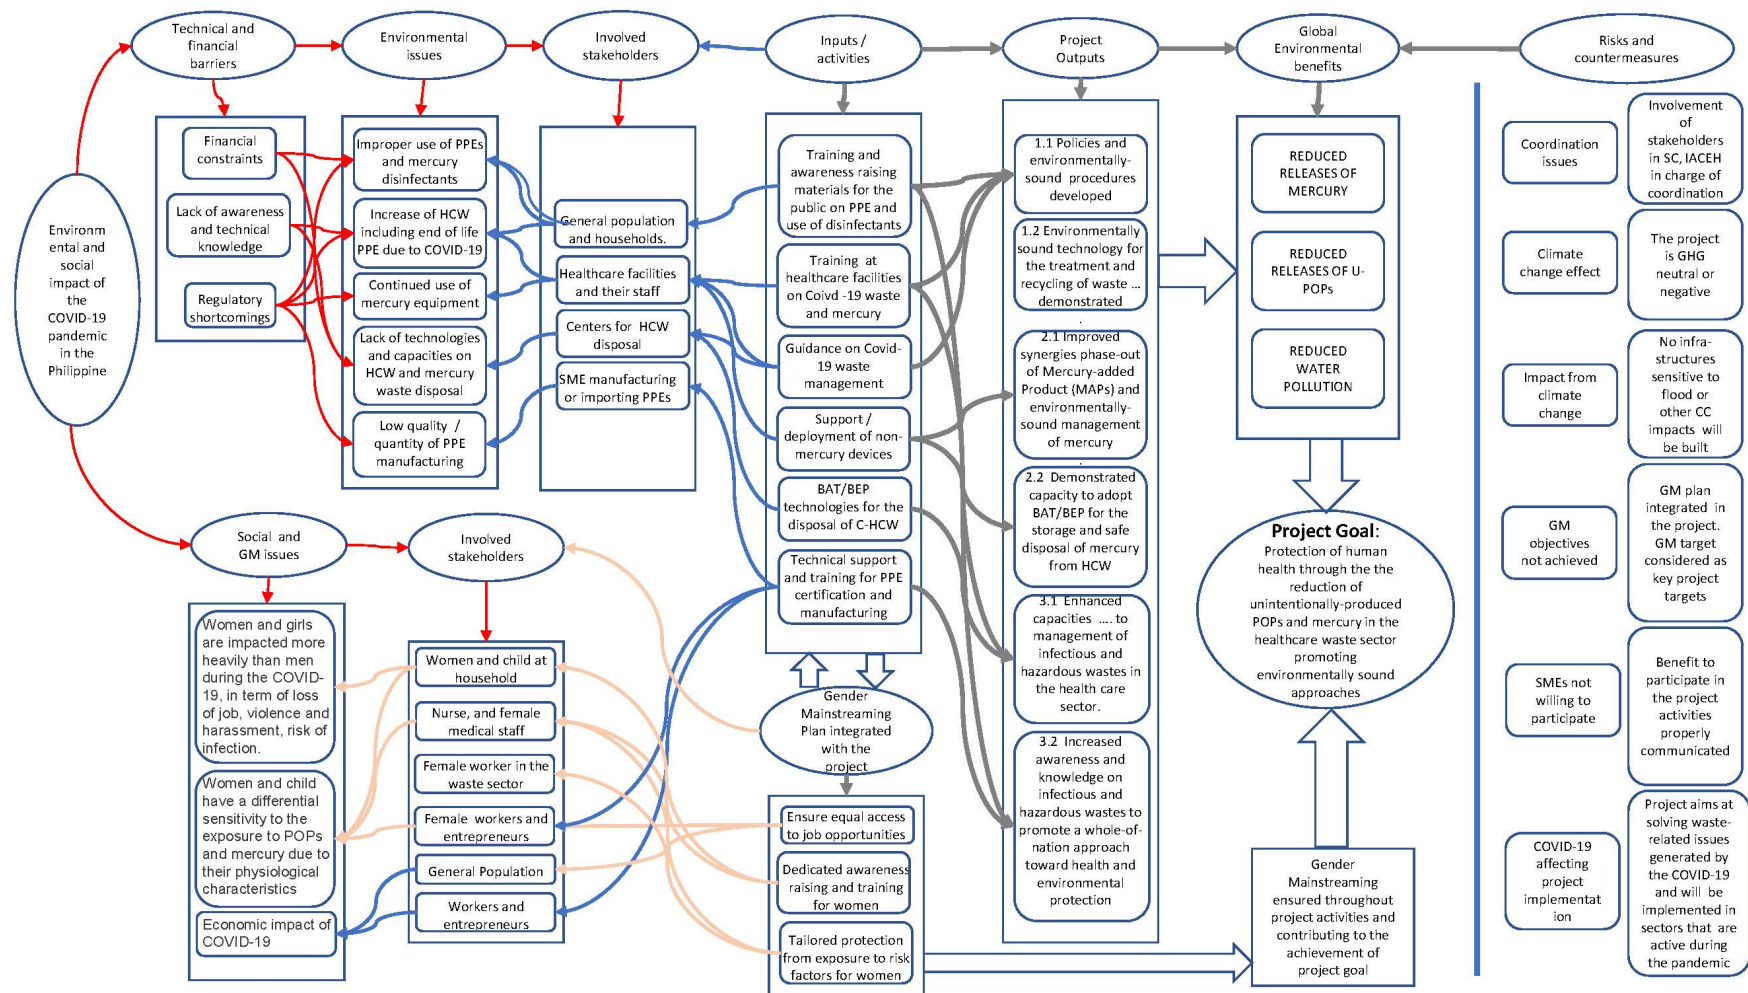 Technical and
financial
barriers
Environmental
issues
Involved
stakeholders
Inputs /
activities
Project
Outputs
Global
Environmental
benefits
Risks and
countermeasures
Environm
ental and
social
impact of
the
COVID-19
pandemic
in the
Philippine
Financial
constraints
Lack of awareness
and technical
knowledge
Regulatory
shortcomings
Improper use of PPEs
and mercury
disinfectants
Increase of HCW
including end of life
PPE due to COVID-19
Continued use of
mercury equipment
Lack of technologies
and capacities on
HCW and mercury
waste disposal
Low quality /
quantity of PPE
manufacturing
General population
and households.
Healthcare facilities
and their staff
Centers for HCW
disposal
SME manufacturing
or importing PPEs
Training and
awareness raising
materials for the
public on PPE and
use of disinfectants
Training at
healthcare facilities
on Coivd -19 waste
and mercury
Guidance on Covid-
19 waste
management
Support /
deployment of non-
mercury devices
BAT/BEP
technologies for the
disposal of C-HCW
Technical support
and training for PPE
certification and
manufacturing
1.1 Policies and
environmentally-
sound procedures
developed
1.2 Environmentally
sound technology for
the treatment and
recycling of waste ...
demonstrated
.
2.1 Improved
synergies phase-out of
Mercury-added
Product (MAPs) and
environmentally-
sound management
of mercury
.
2.2 Demonstrated
capacity to adopt
BAT/BEP for the
storage and safe
disposal of mercury
from HCW
3.1 Enhanced
capacities .... to
management of
infectious and
hazardous wastes in
the health care
sector.
3.2 Increased
awareness and
knowledge on
infectious and
hazardous wastes to
promote a whole-of-
nation approach
toward health and
environmental
protection
REDUCED
RELEASES OF
MERCURY
REDUCED
RELEASES OF U-
POPs
REDUCED
WATER
POLLUTION
Project Goal:
Protection of human
health through the the
reduction of
unintentionally-produced
POPs and mercury in the
healthcare waste sector
promoting
environmentally sound
approaches
Coordination
issues
Involvement
of
stakeholders
in SC, IACEH
in charge of
coordination
Climate
change effect
The project
is GHG
neutral or
negative
Impact from
climate
change
No infra-
structures
sensitive to
flood or
other CC
impacts will
be built
GM
objectives
not achieved
GM plan
integrated in
the project.
GM target
considered as
key project
targets
SMEs not
willing to
participate
Benefit to
participate in
the project
activities
properly
communicated
COVID-19
affecting
project
implementat
ion
Project aims at
solving waste-
related issues
generated by
the COVID-19
and will be
implemented in
sectors that are
active during
the pandemic
Social and
GM issues
Involved
stakeholders
Women and girls
are impacted more
heavily than men
during the COVID-
19, in term of loss
of job, violence and
harassment, risk of
infection.
Women and child
have a differential
sensitivity to the
exposure to POPs
and mercury due to
their physiological
characteristics
Economic impact of
COVID-19
Women and child at
household
Nurse, and female
medical staff
Female worker in the
waste sector
Female workers and
entrepreneurs
General Population
Workers and
entrepreneurs
Gender
Mainstreaming
Plan integrated
with the
project
Ensure equal access
to job opportunities
Dedicated awareness
raising and training
for women
Tailored protection
from exposure to risk
factors for women
Gender
Mainstreaming
ensured throughout
project activities and
contributing to the
achievement of
project goal